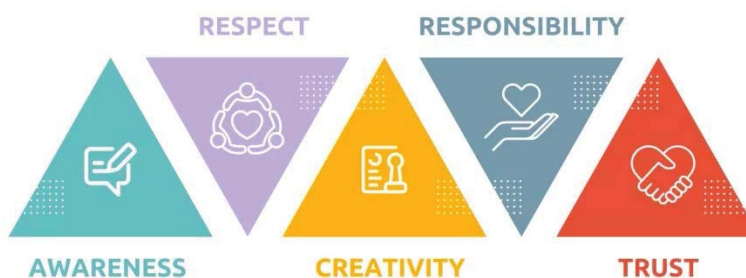 RESPECT RESPONSIBILITY
AWARENESS CREATIVITY TRUST